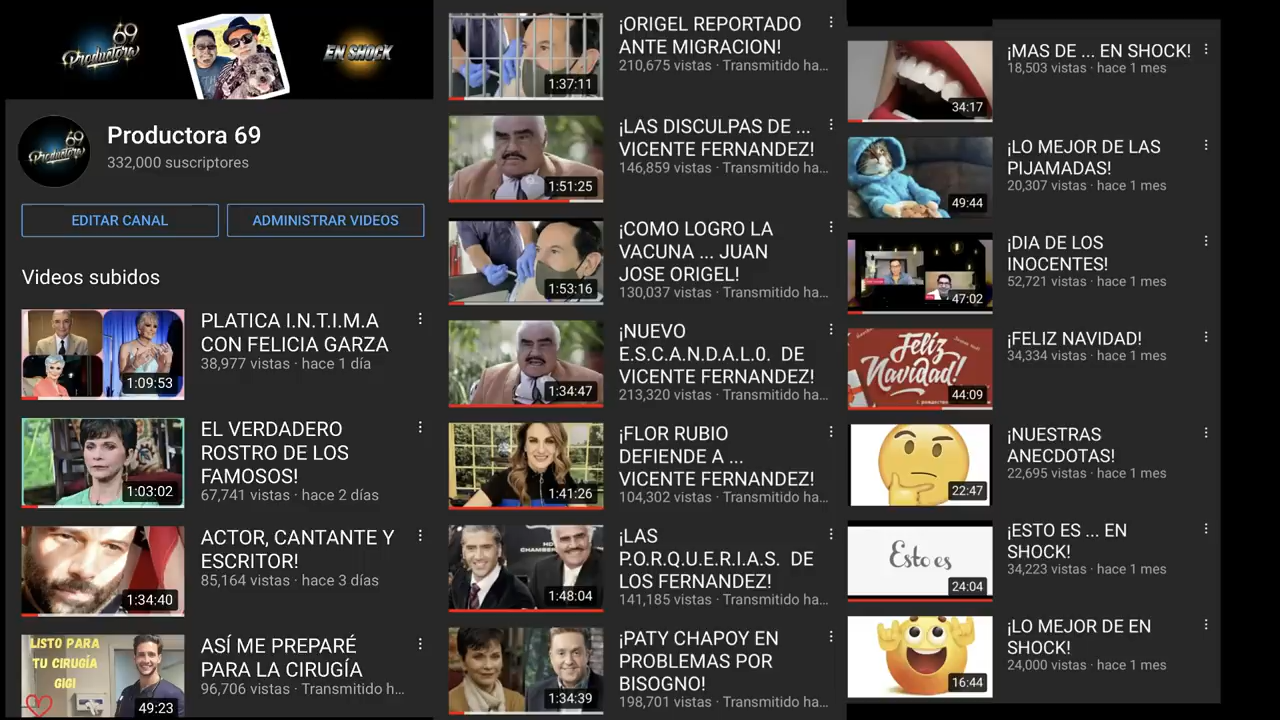 69
Productora
EN SHOCK
69
Productora
Productora 69
332,000 suscriptores
EDITAR CANAL
ADMINISTRAR VIDEOS
Videos subidos
1:09:53
PLATICA I.N.T.I.M.A
CON FELICIA GARZA
38,977 vistas · hace 1 día
1:03:02
EL VERDADERO
ROSTRO DE LOS
FAMOSOS!
67,741 vistas · hace 2 días
1:34:40
ACTOR, CANTANTE Y
ESCRITOR!
85,164 vistas · hace 3 días
LISTO PARA
TU CIRUGÍA
GIGI
49:23
ASÍ ME PREPARÉ
PARA LA CIRUGÍA
96,706 vistas · Transmitido h...
1:37:11
¡ORIGEL REPORTADO
ANTE MIGRACION!
210,675 vistas · Transmitido ha...
1:51:25
¡LAS DISCULPAS DE ...
VICENTE FERNANDEZ!
146,859 vistas · Transmitido ha...
1:53:16
¡COMO LOGRO LA
VACUNA ... JUAN
JOSE ORIGEL!
130,037 vistas · Transmitido ha...
1:34:47
¡NUEVO
E.S.C.A.N.D.A.L.0. DE
VICENTE FERNANDEZ!
213,320 vistas · Transmitido ha...
1:41:26
¡FLOR RUBIO
DEFIENDE A ...
VICENTE FERNANDEZ!
104,302 vistas · Transmitido ha...
1:48:04
¡LAS
P.O.R.Q.U.E.R.I.A.S. DE
LOS FERNANDEZ!
141,185 vistas · Transmitido ha...
1:34:39
¡PATY CHAPOY EN
PROBLEMAS POR
BISOGNO!
198,701 vistas · Transmitido ha...
34:17
¡MAS DE ... EN SHOCK!
18,503 vistas · hace 1 mes
49:44
¡LO MEJOR DE LAS
PIJAMADAS!
20,307 vistas · hace 1 mes
47:02
¡DIA DE LOS
INOCENTES!
52,721 vistas · hace 1 mes
Feliz
Navidad!
44:09
¡FELIZ NAVIDAD!
34,334 vistas · hace 1 mes
22:47
¡NUESTRAS
ANECDOTAS!
22,695 vistas · hace 1 mes
Esto es
24:04
¡ESTO ES ... EN
SHOCK!
34,223 vistas · hace 1 mes
16:44
¡LO MEJOR DE EN
SHOCK!
24,000 vistas · hace 1 mes